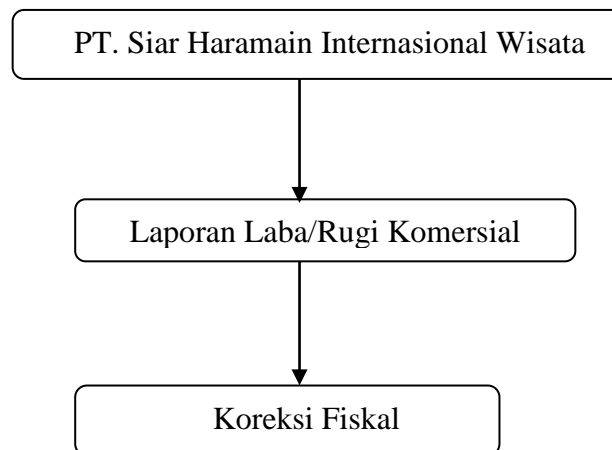 PT. Siar Haramain Internasional Wisata
Laporan Laba/Rugi Komersial
Koreksi Fiskal